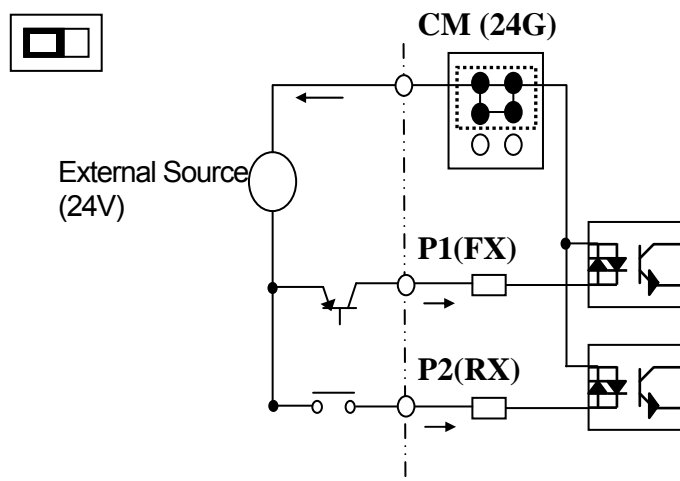 CM (24G)
External Source
(24V)
P1(FX)
P2(RX)